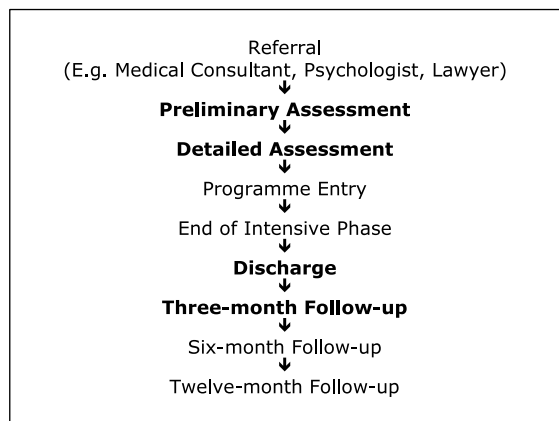 Referral
(E.g. Medical Consultant, Psychologist, Lawyer)
Preliminary Assessment
Detailed Assessment
Programme Entry
End of Intensive Phase
Discharge
Three-month Follow-up
Six-month Follow-up
Twelve-month Follow-up